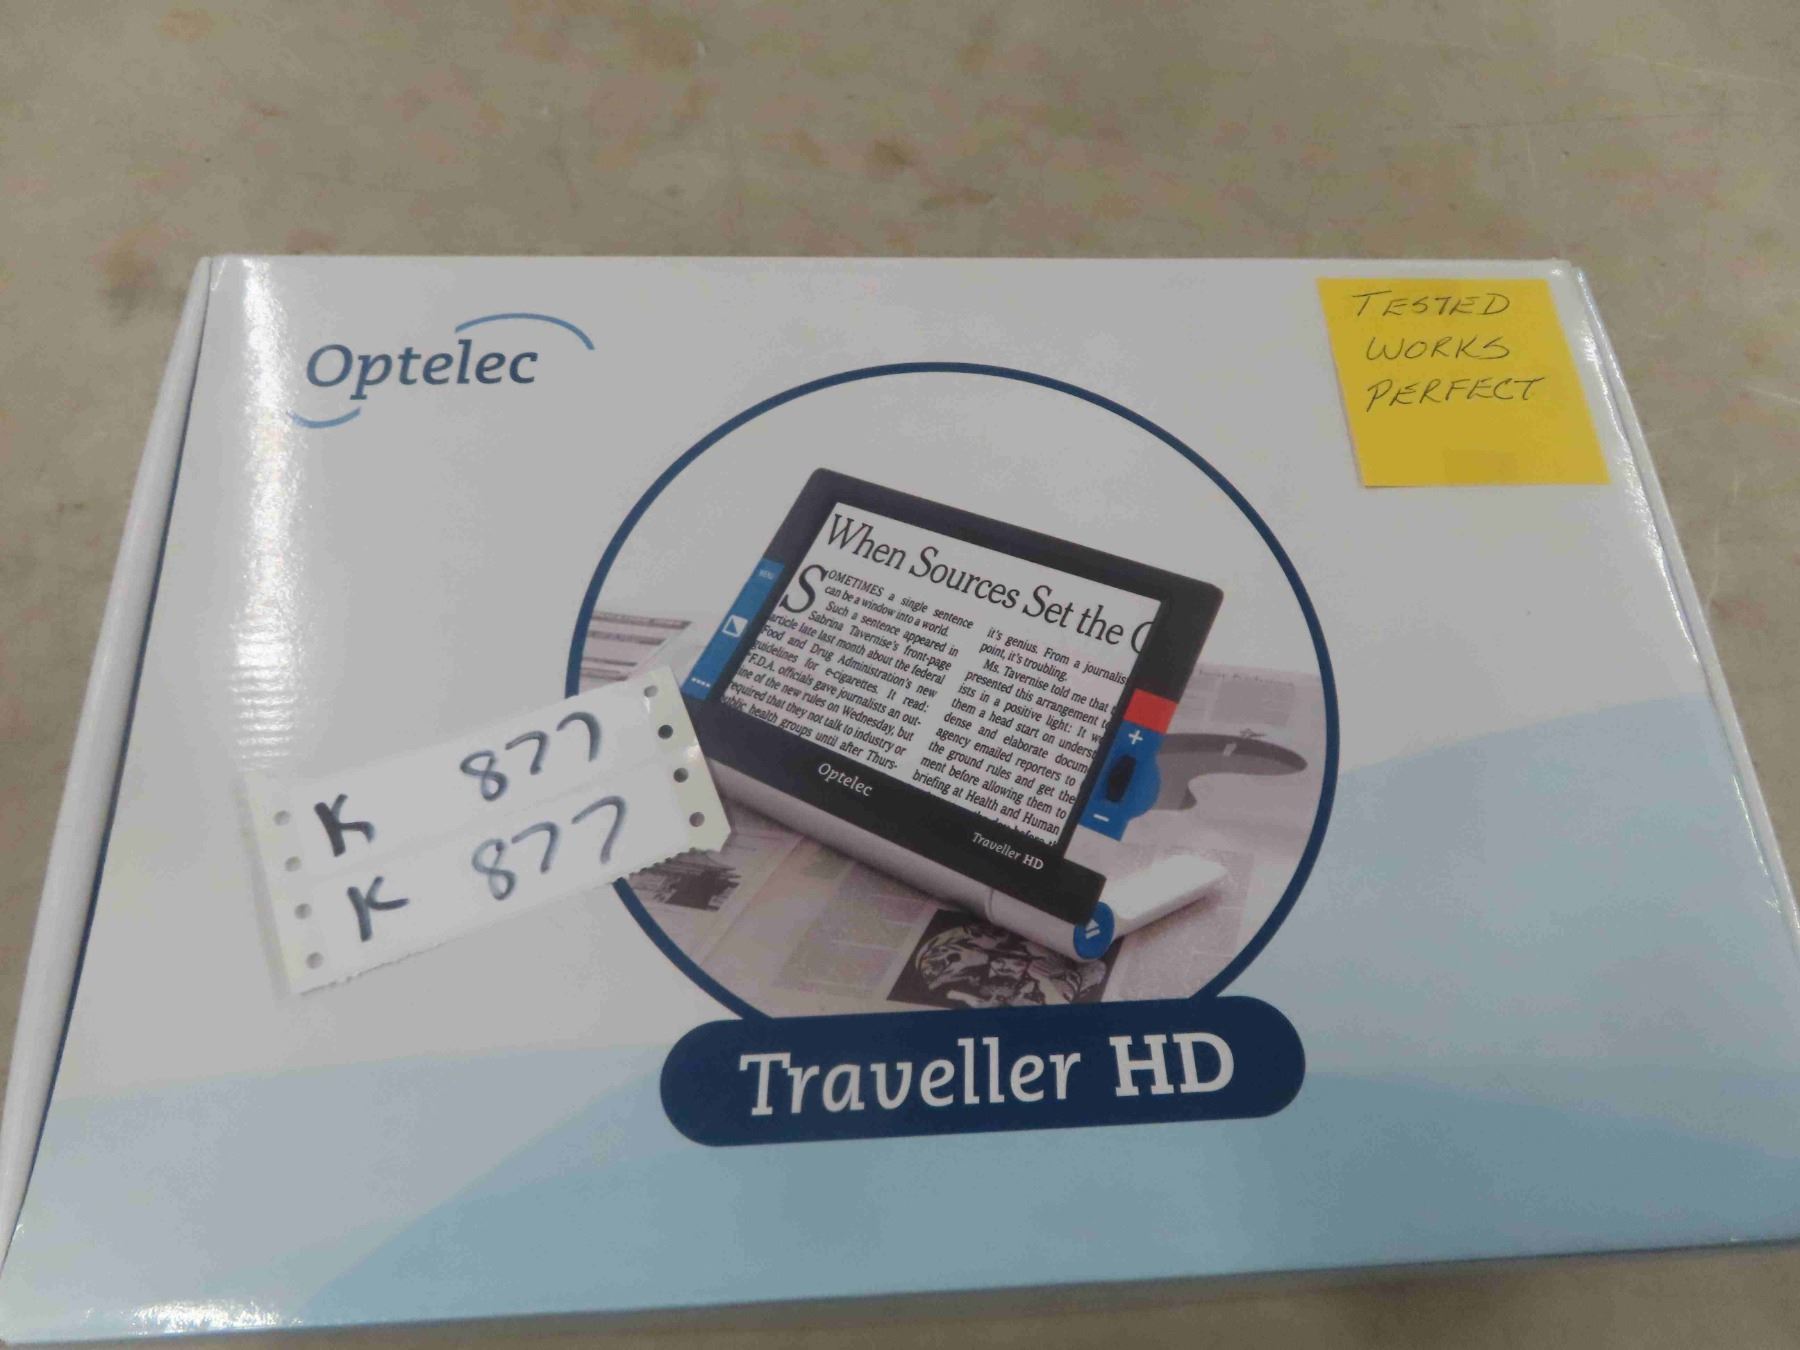 Optelec
TESTED
WORKS
PERFECT
When Sources Set the
SOMETIMES a single sentence
can be a window into a world.
Such a sentence appeared in
Sabrina Tavernise's front-page
article late last month about the federal
Food and Drug Administration's new
guidelines for e-cigarettes. It read:
"F.D.A. officials gave journalists an out-
line of the new rules on Wednesday, but
required that they not talk to industry or
public health groups until after Thurs-
it's genius. From a journalis
point, it's troubling.
Ms. Tavernise told me that
presented this arrangement
ists in a positive light: It
them a head start on underst
dense and elaborate docum
agency emailed reporters to
the ground rules and get the
ment before allowing them to
briefing at Health and Human
MENU
+
−
Optelec
Traveller HD
K 877
K 877
Traveller HD